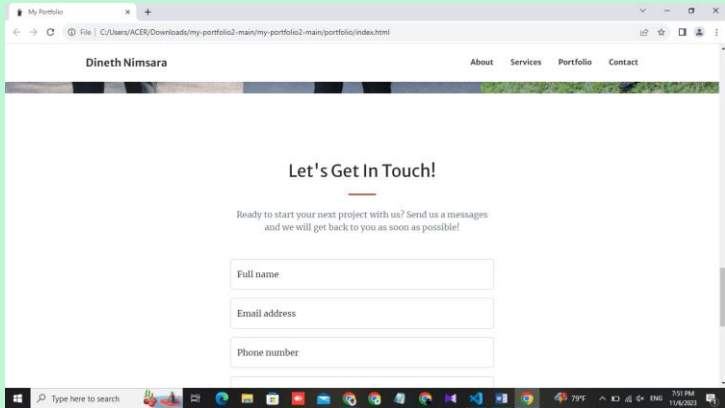 My Portfolio
File | C:/Users/ACER/Downloads/my-portfolio2-main/my-portfolio2-main/portfolio/index.html
Dineth Nimsara
About Services Portfolio Contact
Let's Get In Touch!
Ready to start your next project with us? Send us a messages
and we will get back to you as soon as possible!
Full name
Email address
Phone number
Type here to search
79°F
ENG
7:51 PM
11/6/2023